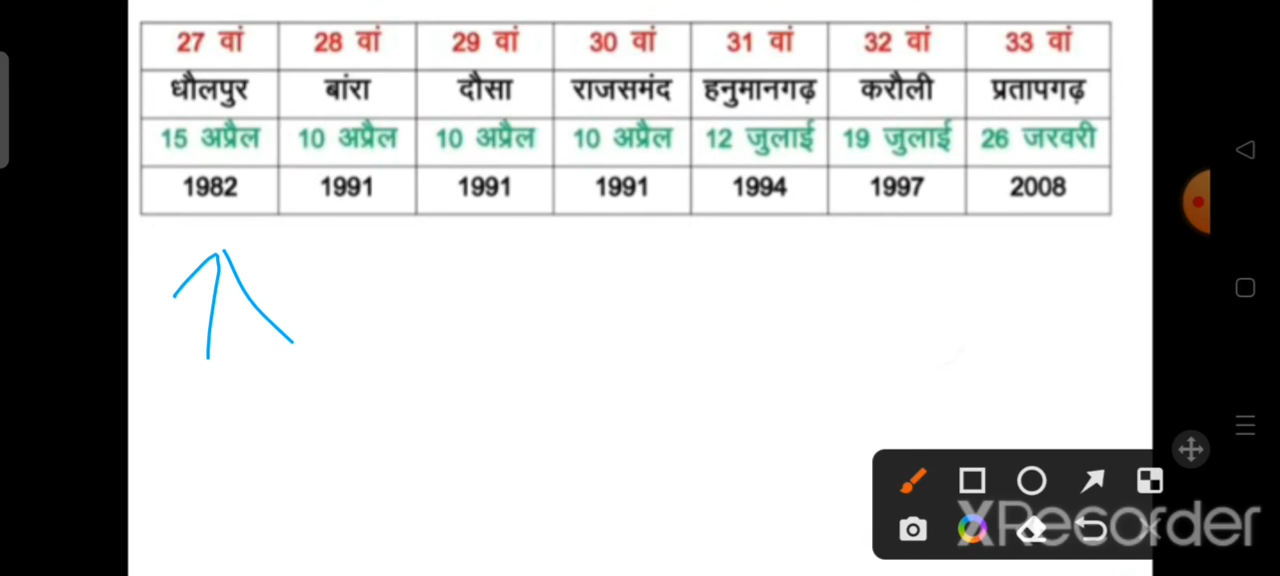 27 वां 28 वां 29 वां 30 वां 31 वां 32 वां 33 वां
धौलपुर बांरा दौसा राजसमंद हनुमानगढ़ करौली प्रतापगढ़
15 अप्रैल 10 अप्रैल 10 अप्रैल 10 अप्रैल 12 जुलाई 19 जुलाई 26 जरवरी
1982 1991 1991 1991 1994 1997 2008
XRecorder